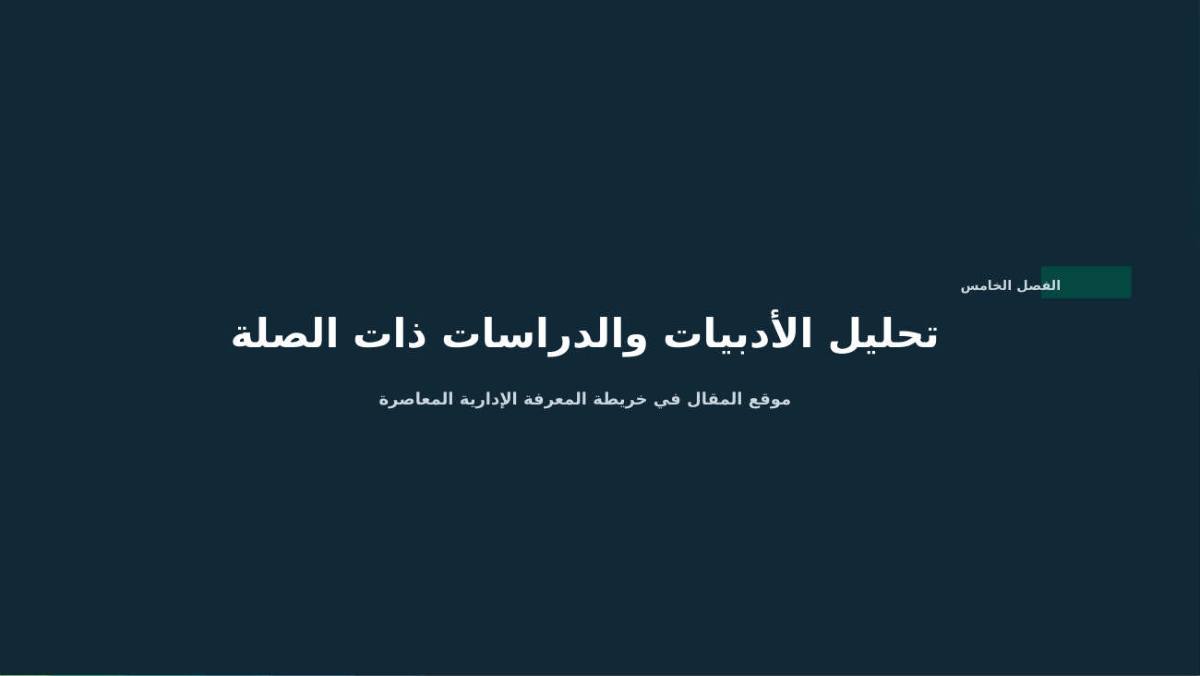 الفصل الخامس
تحليل الأدبيات والدراسات ذات الصلة
موقع المقال في خريطة المعرفة الإدارية المعاصرة